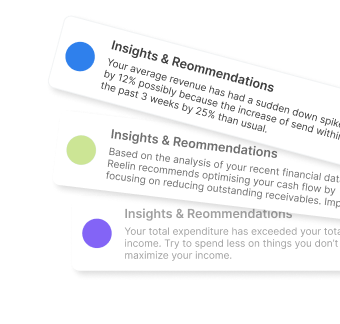 Insights & Reommendations
Your average revenue has had a sudden down spike
by 12% possibly because the increase of send within
the past 3 weeks by 25% than usual.
Insights & Reommendations
Based on the analysis of your recent financial dat
Reelin recommends optimising your cash flow by
focusing on reducing outstanding receivables. Imp
Insights & Reommendations
Your total expenditure has exceeded your tota
income. Try to spend less on things you don't
maximize your income.